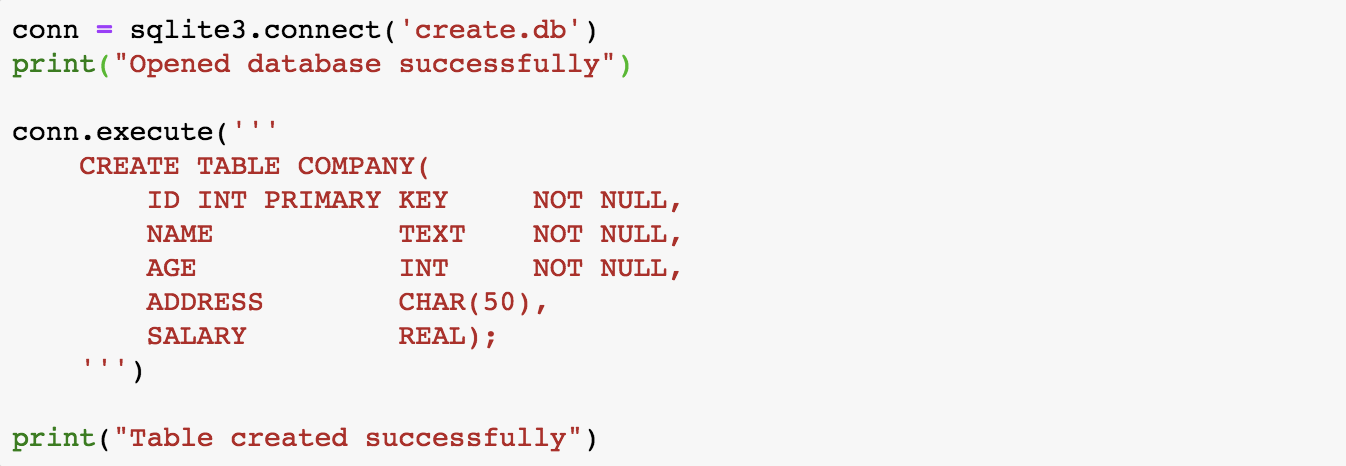 conn = sqlite3.connect('create.db')
print("Opened database successfully")
conn.execute('''
    CREATE TABLE COMPANY(
        ID INT PRIMARY KEY     NOT NULL,
        NAME           TEXT    NOT NULL,
        AGE            INT     NOT NULL,
        ADDRESS        CHAR(50),
        SALARY         REAL);
    ''')
print("Table created successfully")